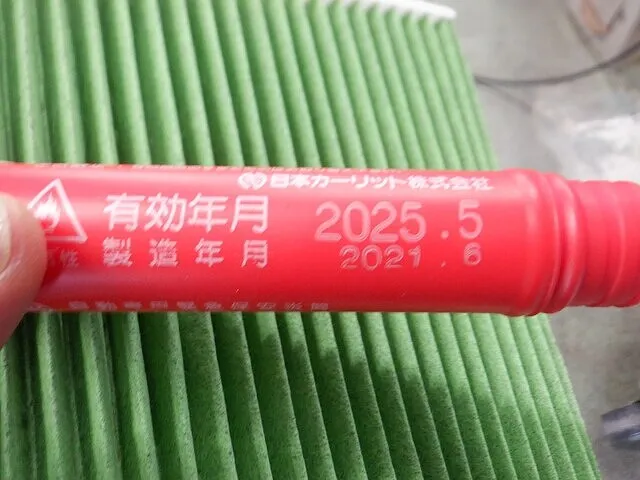 日本カーリット株式会社
有効年月 2025.5
製造年月 2021.6